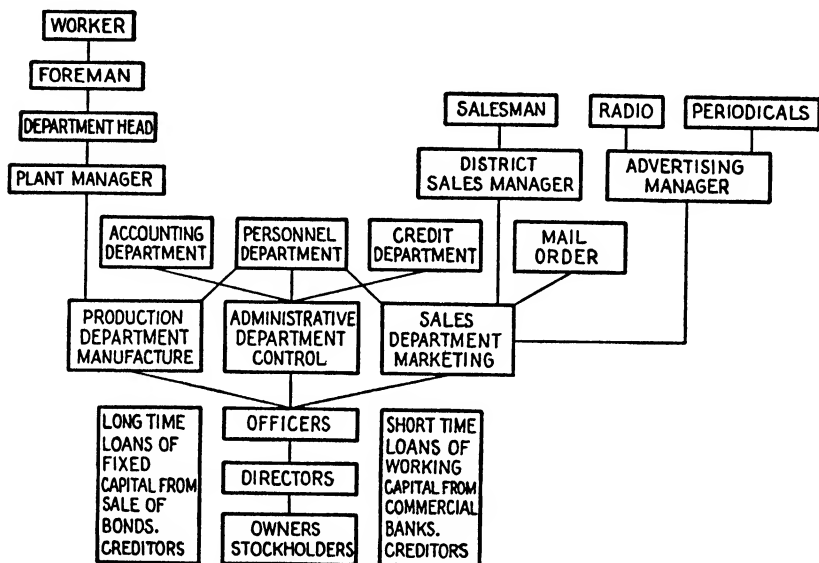 WORKER
FOREMAN
DEPARTMENT HEAD
PLANT MANAGER
SALESMAN
RADIO
PERIODICALS
DISTRICT
SALES MANAGER
ADVERTISING
MANAGER
ACCOUNTING
DEPARTMENT
PERSONNEL
DEPARTMENT
CREDIT
DEPARTMENT
MAIL
ORDER
PRODUCTION
DEPARTMENT
MANUFACTURE
ADMINISTRATIVE
DEPARTMENT
CONTROL
SALES
DEPARTMENT
MARKETING
LONG TIME
LOANS OF
FIXED
CAPITAL FROM
SALE OF
BONDS.
CREDITORS
OFFICERS
DIRECTORS
OWNERS
STOCKHOLDERS
SHORT TIME
LOANS OF
WORKING
CAPITAL FROM
COMMERCIAL
BANKS.
CREDITORS